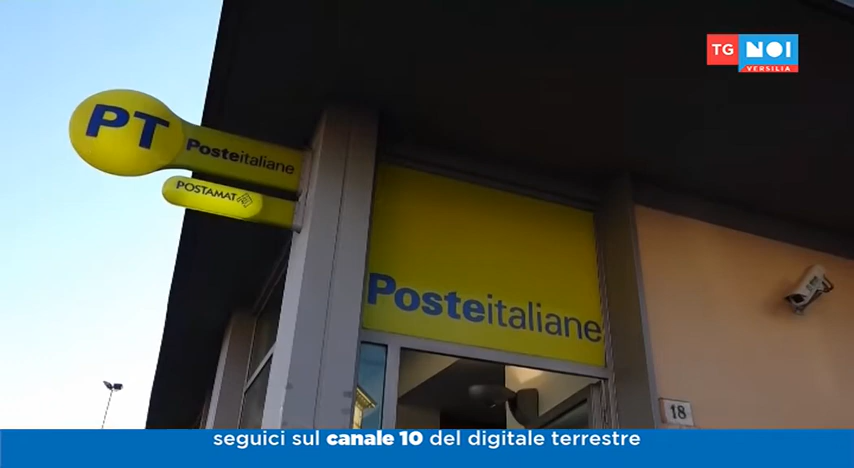 TG NOI
VERSILIA
PT Posteitaliane
POSTAMAT
Posteitaliane
18
seguici sul canale 10 del digitale terrestre